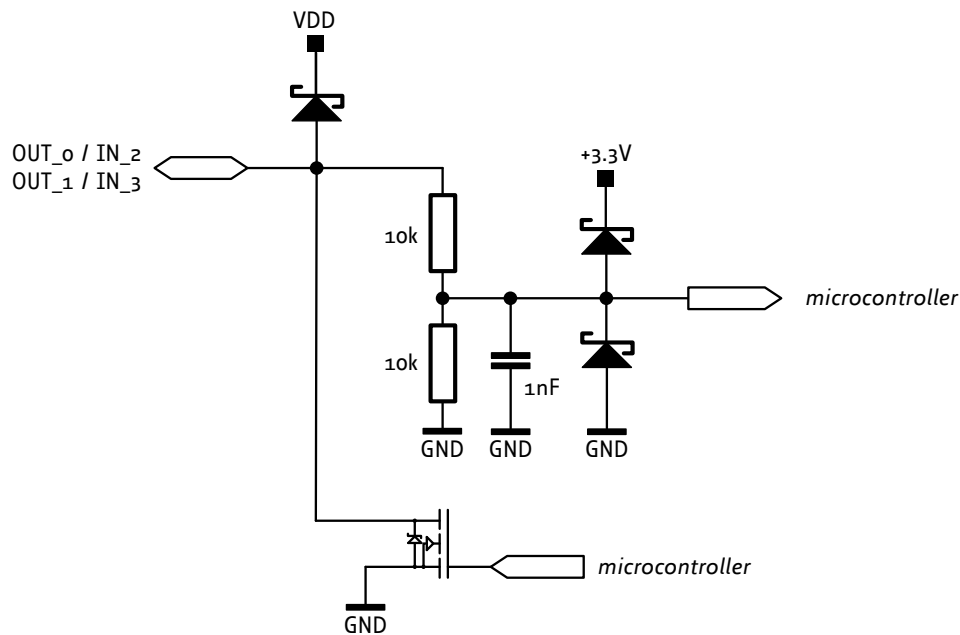 VDD
OUT_0 / IN_2
OUT_1 / IN_3
+3.3V
10k
microcontroller
10k
1nF
GND
GND
GND
microcontroller
GND